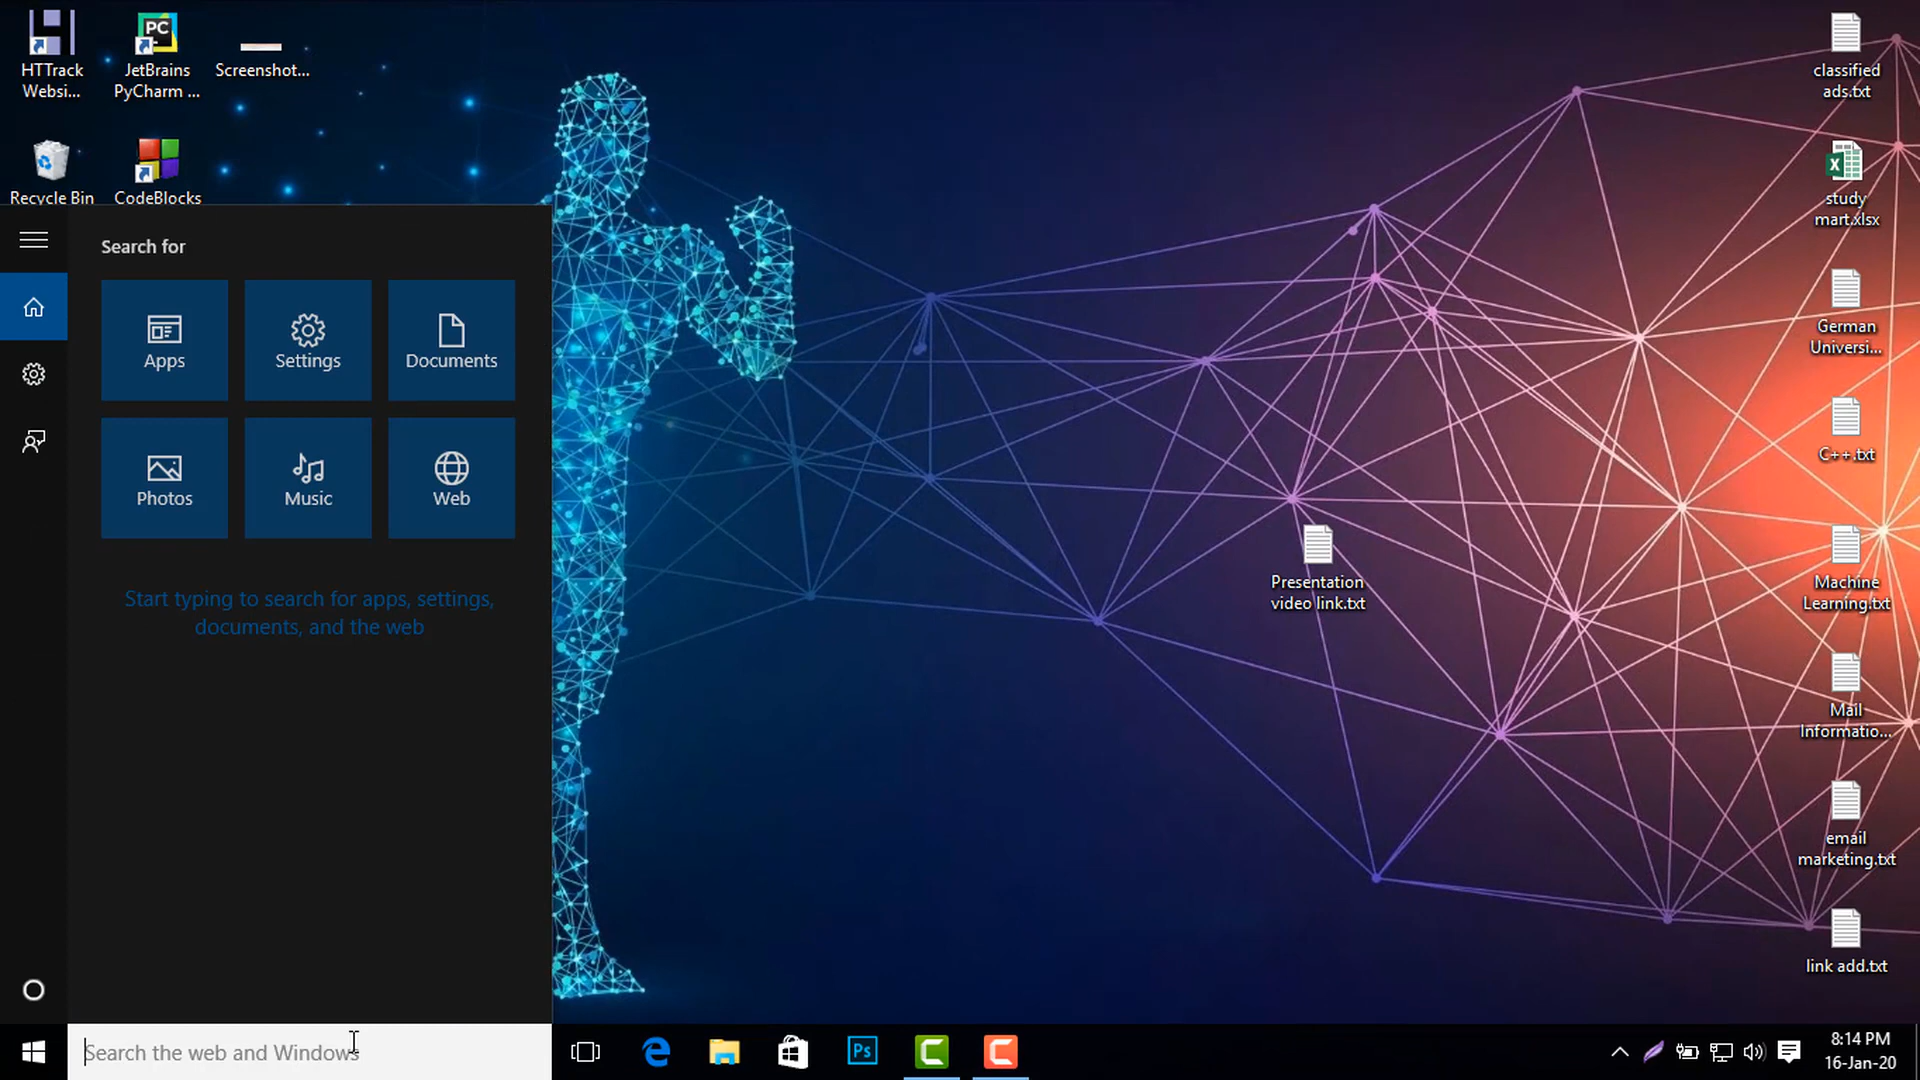 HTTrack
Websi...
PC
JetBrains
PyCharm ...
Screenshot...
Recycle Bin
CodeBlocks
Search for
Apps
Settings
Documents
Photos
Music
Web
Start typing to search for apps, settings,
documents, and the web
Presentation
video link.txt
classified
ads.txt
study
mart.xlsx
German
Universi...
C++.txt
Machine
Learning.txt
Mail
Informatio...
email
marketing.txt
link add.txt
Search the web and Windows
Ps
8:14 PM
16-Jan-20